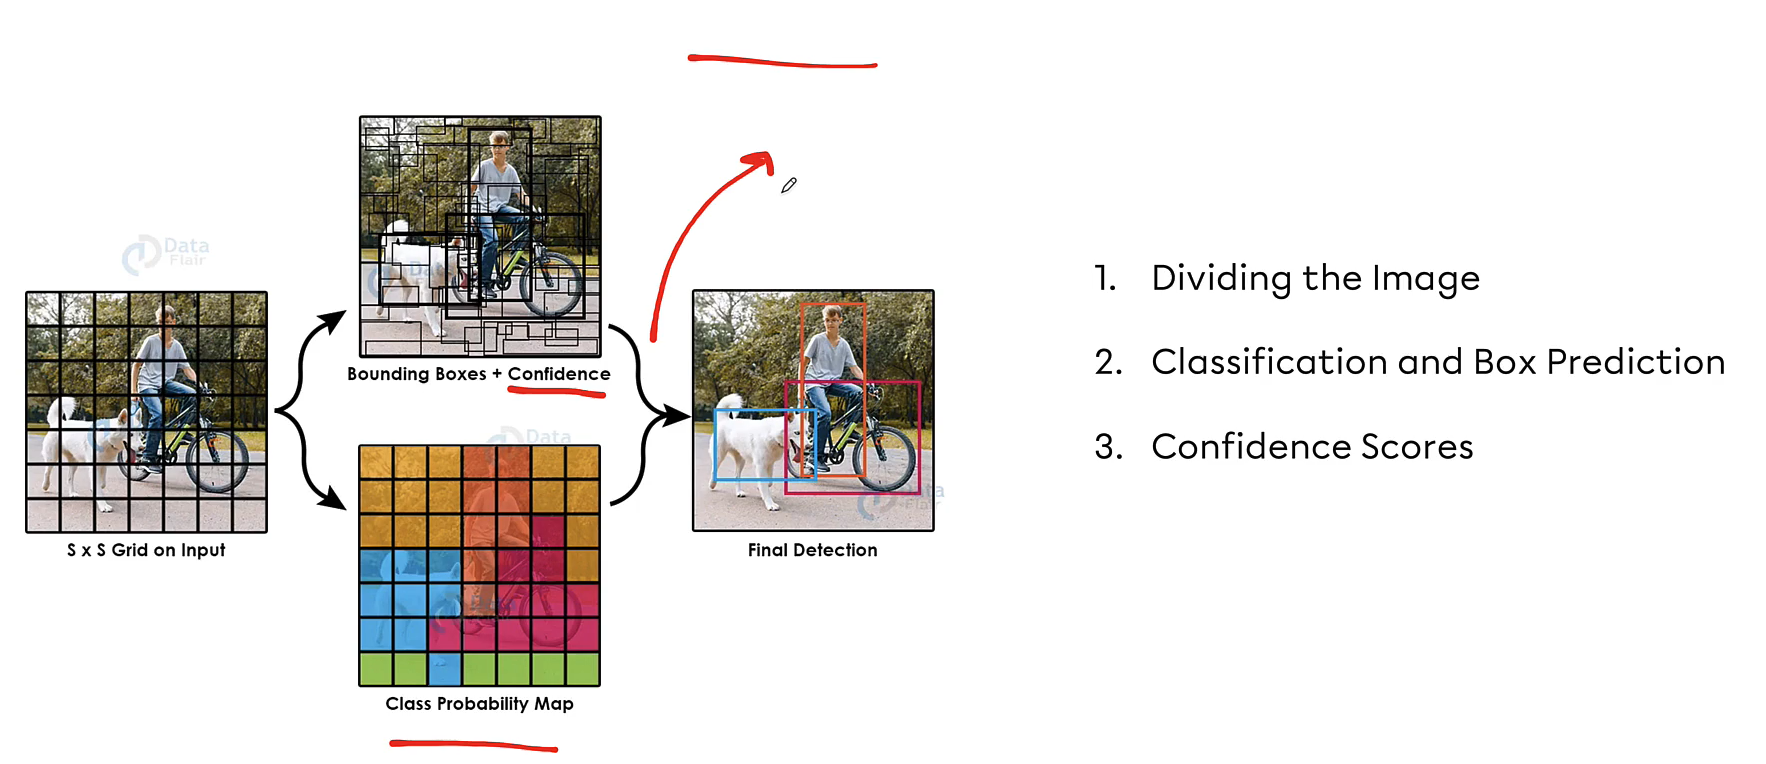 Data
Flair
S x S Grid on Input
Bounding Boxes + Confidence
Data
Class Probability Map
Final Detection
1. Dividing the Image
2. Classification and Box Prediction
3. Confidence Scores